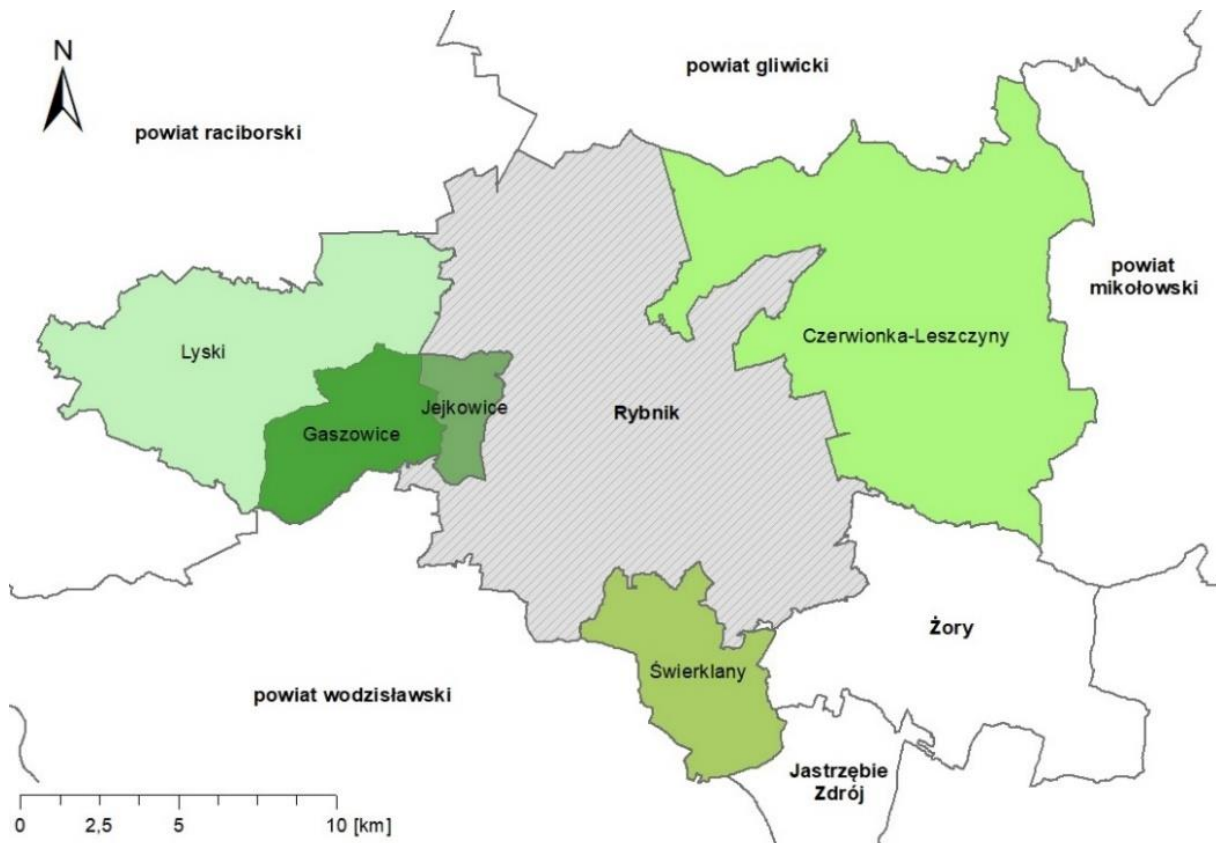 N
powiat gliwicki
powiat raciborski
powiat
mikołowski
Czerwionka-Leszczyny
Lyski
Jejkowice
Rybnik
Gaszowice
Żory
Świerklany
powiat wodzisławski
Jastrzębie
Zdrój
0 2,5 5 10 [km]